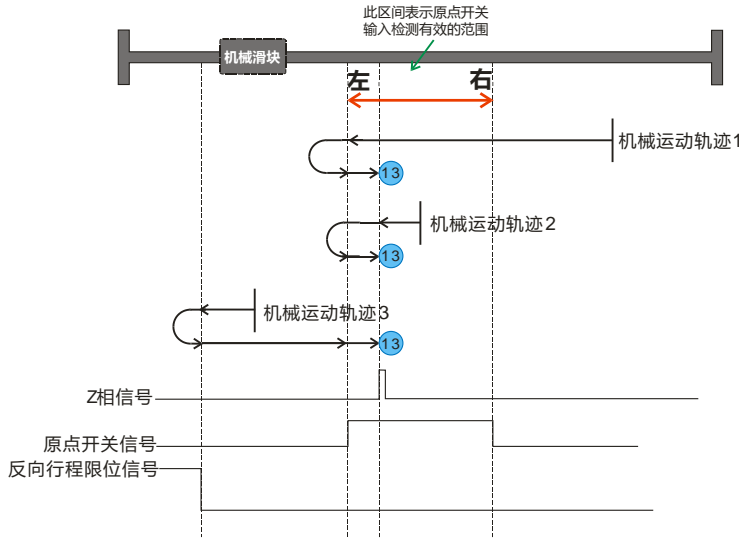 此区间表示原点开关
输入检测有效的范围
机械滑块
左
右
机械运动轨迹1
13
机械运动轨迹2
13
机械运动轨迹3
13
Z相信号
原点开关信号
反向行程限位信号